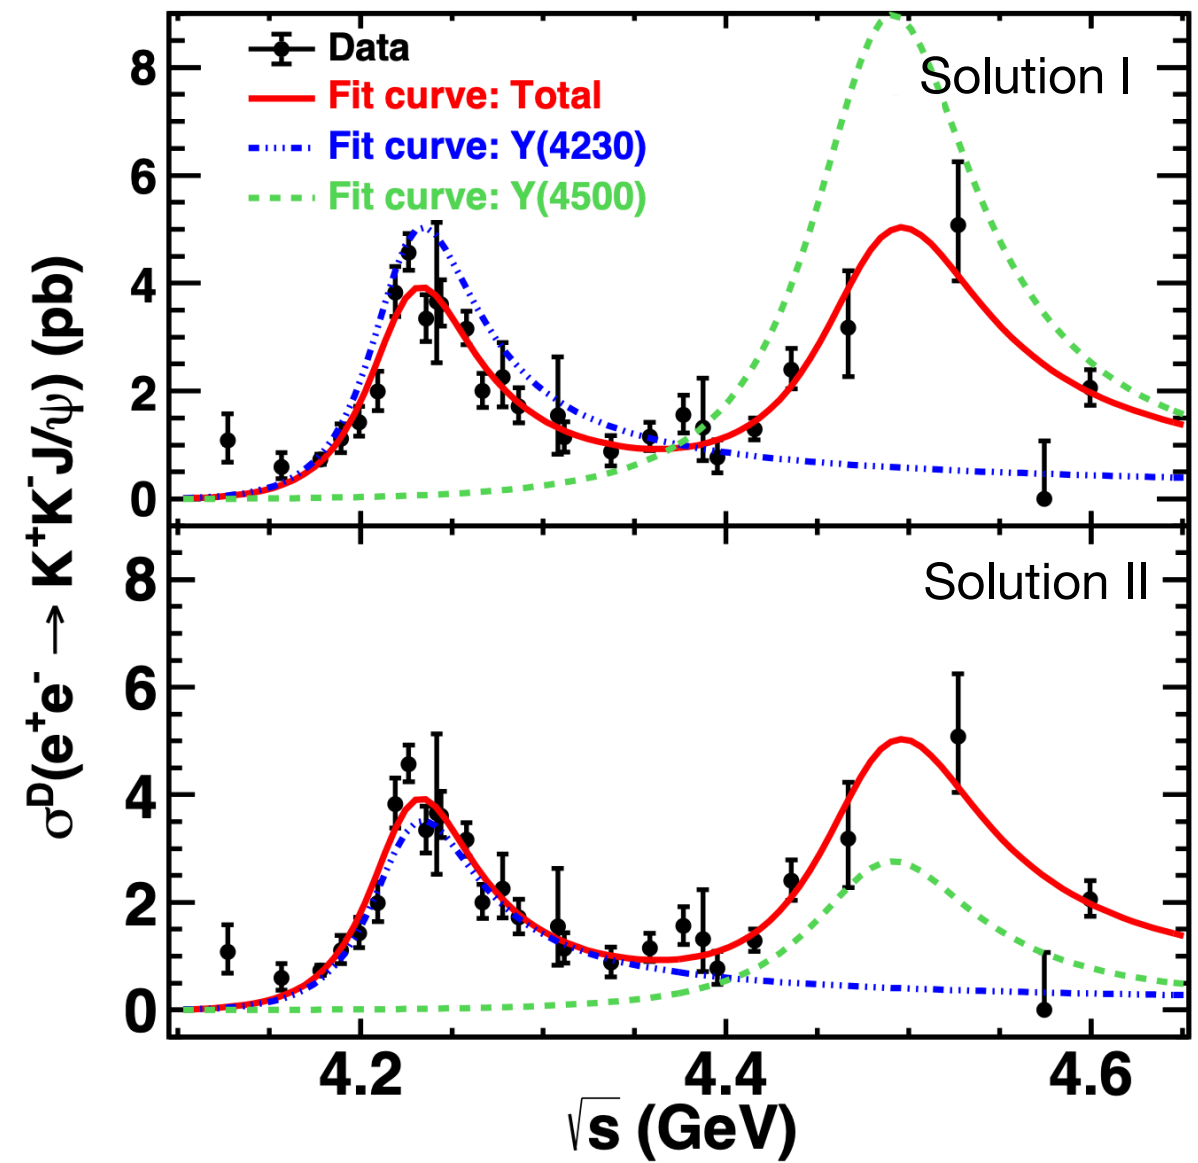 Data
Fit curve: Total
Fit curve: Y(4230)
Fit curve: Y(4500)
Solution I
8
6
4
2
0
Solution II
8
6
4
2
0
σᴰ(e⁺e⁻ → K⁺K⁻J/ψ) (pb)
4.2 4.4 4.6
√s (GeV)